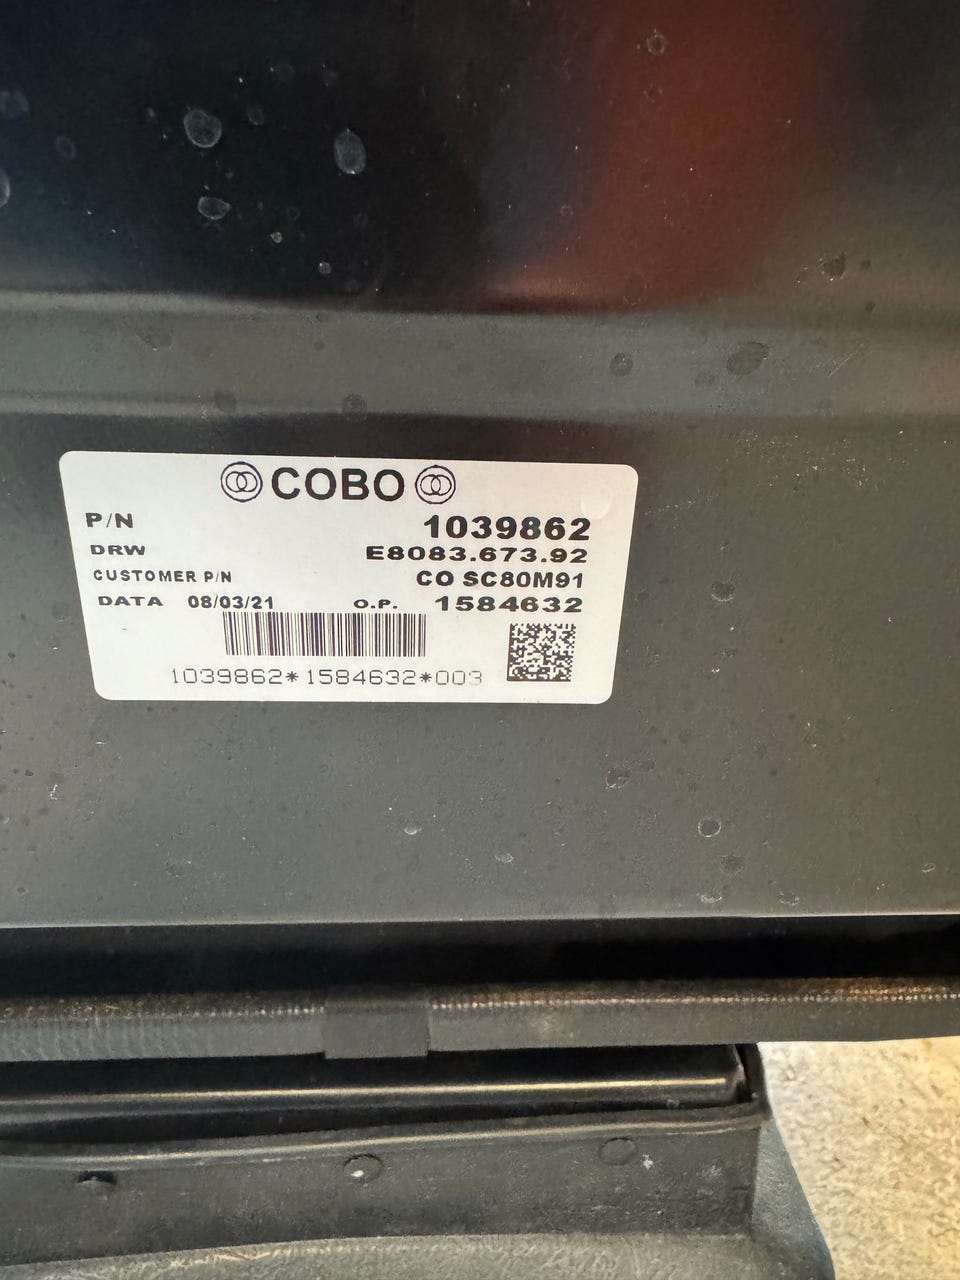 COBO
P/N 1039862
DRW E8083.673.92
CUSTOMER P/N CO SC80M91
DATA 08/03/21 O.P. 1584632
1039862*1584632*003